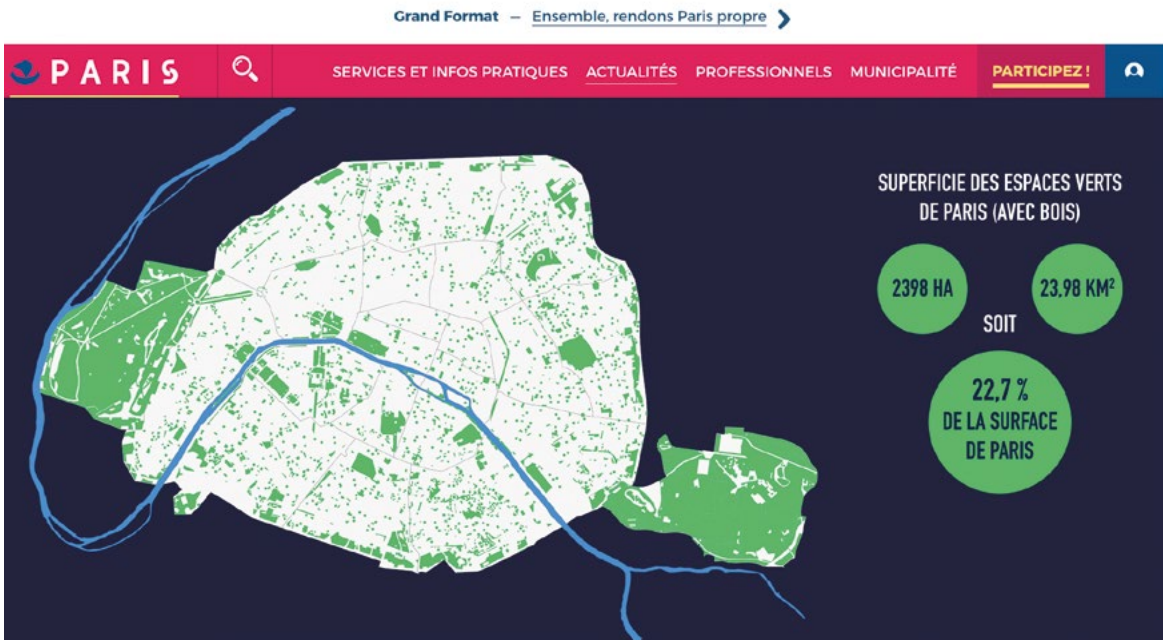 Grand Format — Ensemble, rendons Paris propre
PARIS SERVICES ET INFOS PRATIQUES ACTUALITÉS PROFESSIONNELS MUNICIPALITÉ PARTICIPEZ !
SUPERFICIE DES ESPACES VERTS
DE PARIS (AVEC BOIS)
2398 HA 23,98 KM²
SOIT
22,7 %
DE LA SURFACE
DE PARIS